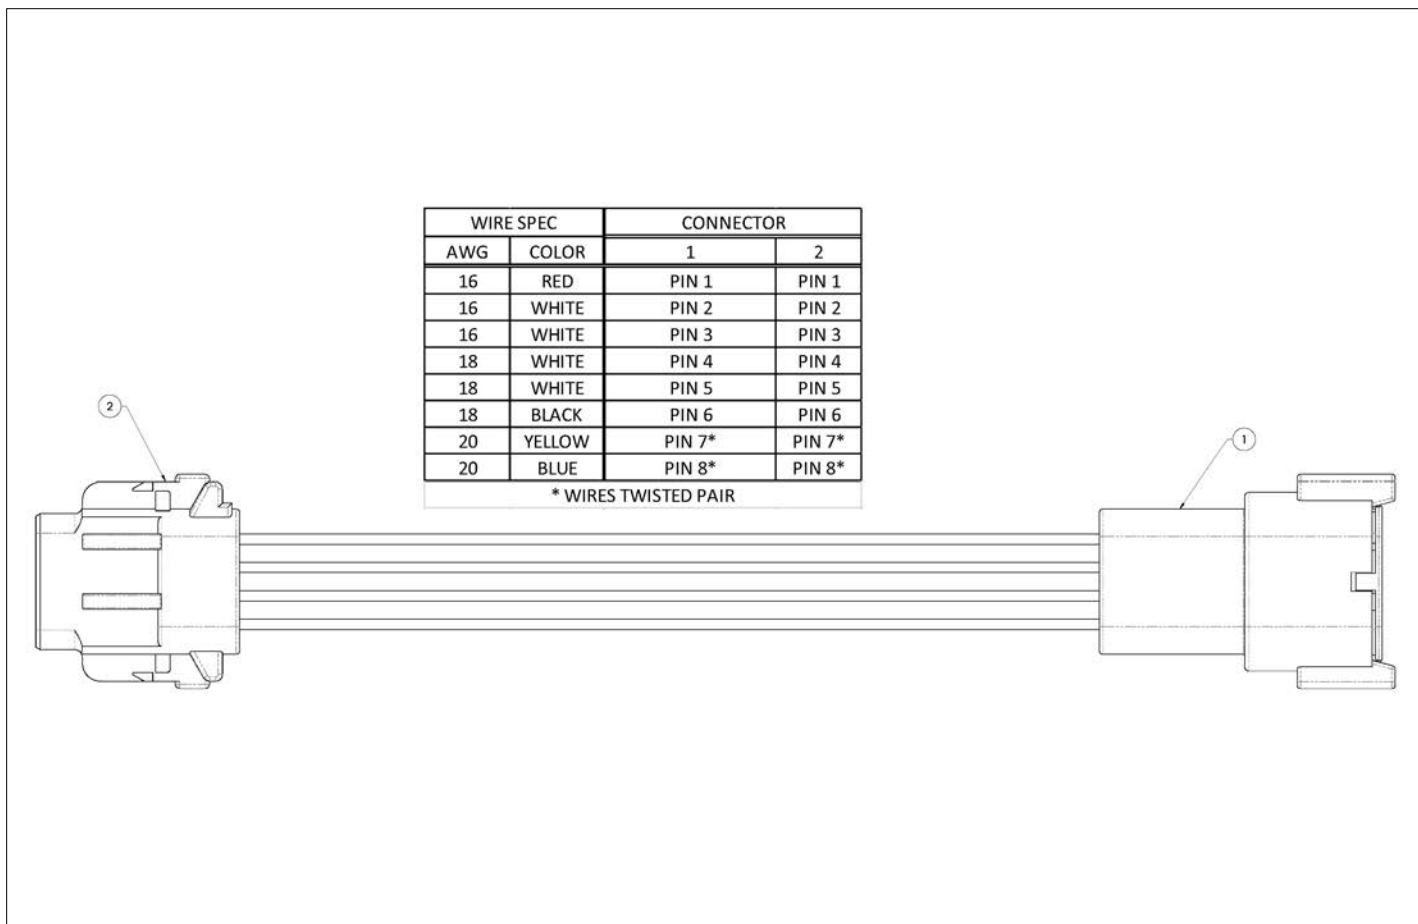 WIRE SPEC CONNECTOR
AWG COLOR 1 2
16 RED PIN 1 PIN 1
16 WHITE PIN 2 PIN 2
16 WHITE PIN 3 PIN 3
18 WHITE PIN 4 PIN 4
18 WHITE PIN 5 PIN 5
18 BLACK PIN 6 PIN 6
20 YELLOW PIN 7* PIN 7*
20 BLUE PIN 8* PIN 8*
* WIRES TWISTED PAIR
2
1